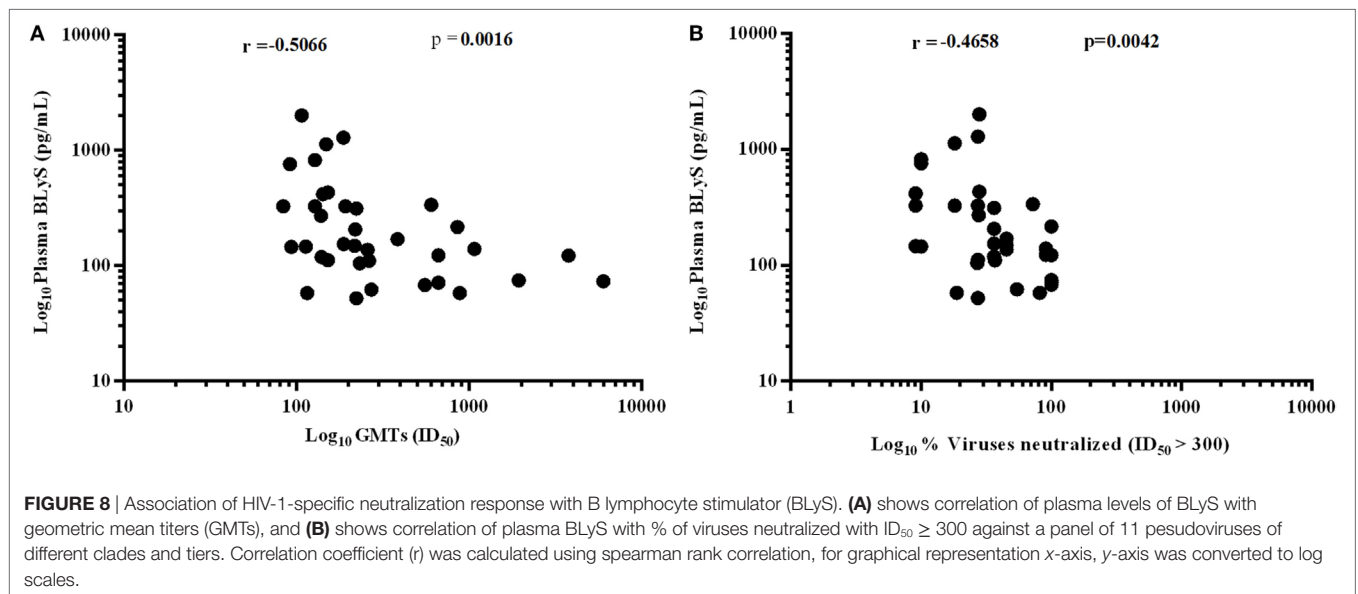 A
r =-0.5066 p = 0.0016
10000
1000
100
10
Log10 Plasma BLyS (pg/mL)
10 100 1000 10000
Log10 GMTs (ID50)
B
r =-0.4658 p=0.0042
10000
1000
100
10
Log10 Plasma BLyS (pg/mL)
1 10 100 1000 10000
Log10 % Viruses neutralized (ID50 > 300)
FIGURE 8 | Association of HIV-1-specific neutralization response with B lymphocyte stimulator (BLyS). (A) shows correlation of plasma levels of BLyS with
geometric mean titers (GMTs), and (B) shows correlation of plasma BLyS with % of viruses neutralized with ID50 ≥ 300 against a panel of 11 pesudoviruses of
different clades and tiers. Correlation coefficient (r) was calculated using spearman rank correlation, for graphical representation x-axis, y-axis was converted to log
scales.